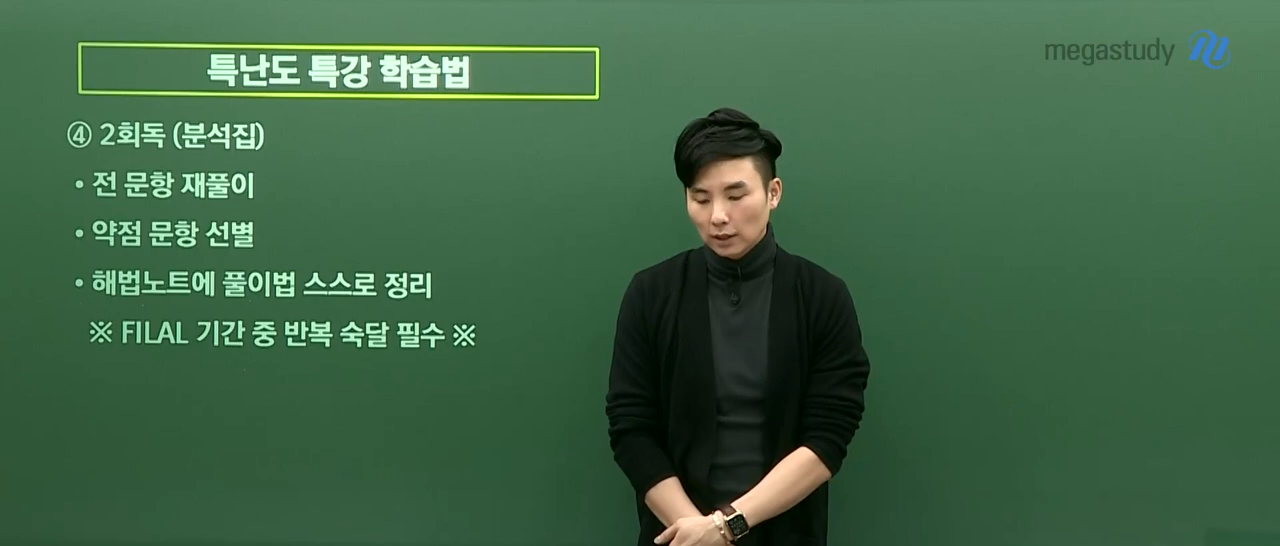 특난도 특강 학습법
megastudy
④ 2회독 (분석집)
• 전 문항 재풀이
• 약점 문항 선별
• 해법노트에 풀이법 스스로 정리
※ FILAL 기간 중 반복 숙달 필수 ※